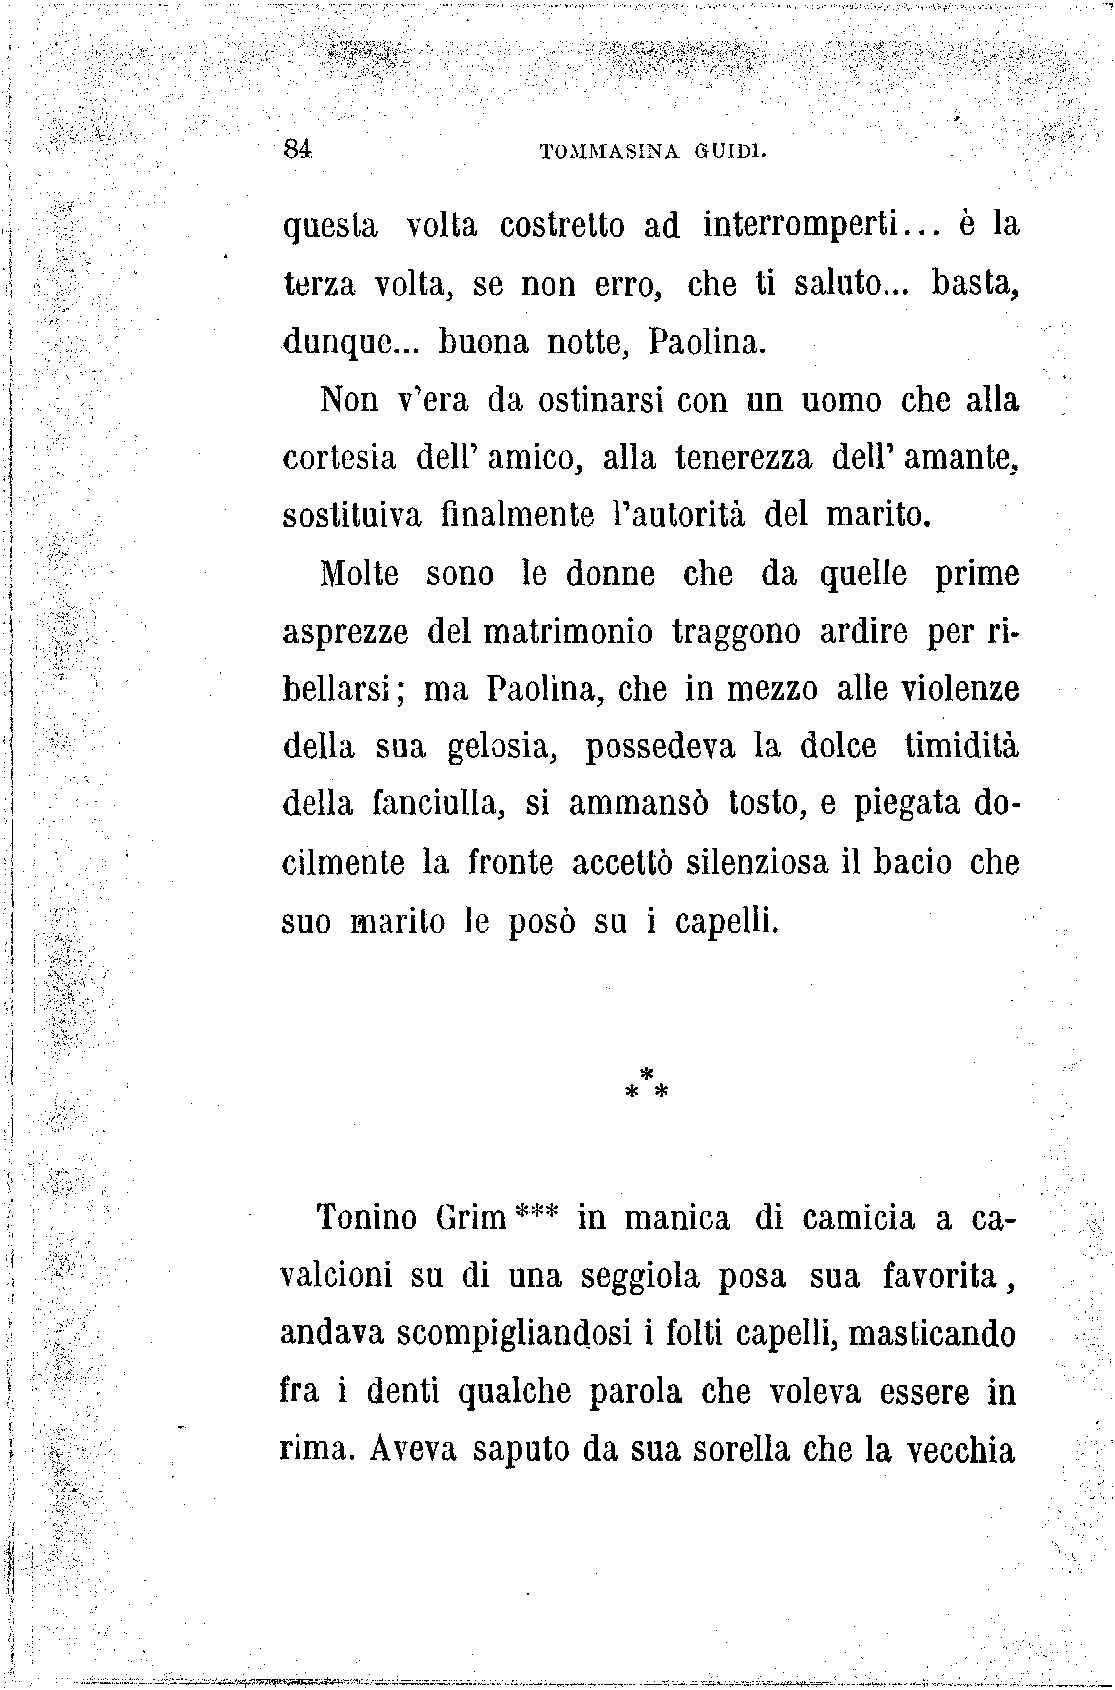 84 TOMMASINA GUIDI.
questa volta costretto ad interromperti... è la
terza volta, se non erro, che ti saluto... basta,
dunque... buona notte, Paolina.
Non v'era da ostinarsi con un uomo che alla
cortesia dell' amico, alla tenerezza dell' amante,
sostituiva finalmente l'autorità del marito.
Molte sono le donne che da quelle prime
asprezze del matrimonio traggono ardire per ri-
bellarsi; ma Paolina, che in mezzo alle violenze
della sua gelosia, possedeva la dolce timidità
della fanciulla, si ammansò tosto, e piegata do-
cilmente la fronte accettò silenziosa il bacio che
suo marito le posò su i capelli.
*
* *
Tonino Grim *** in manica di camicia a ca-
valcioni su di una seggiola posa sua favorita,
andava scompigliandosi i folti capelli, masticando
fra i denti qualche parola che voleva essere in
rima. Aveva saputo da sua sorella che la vecchia